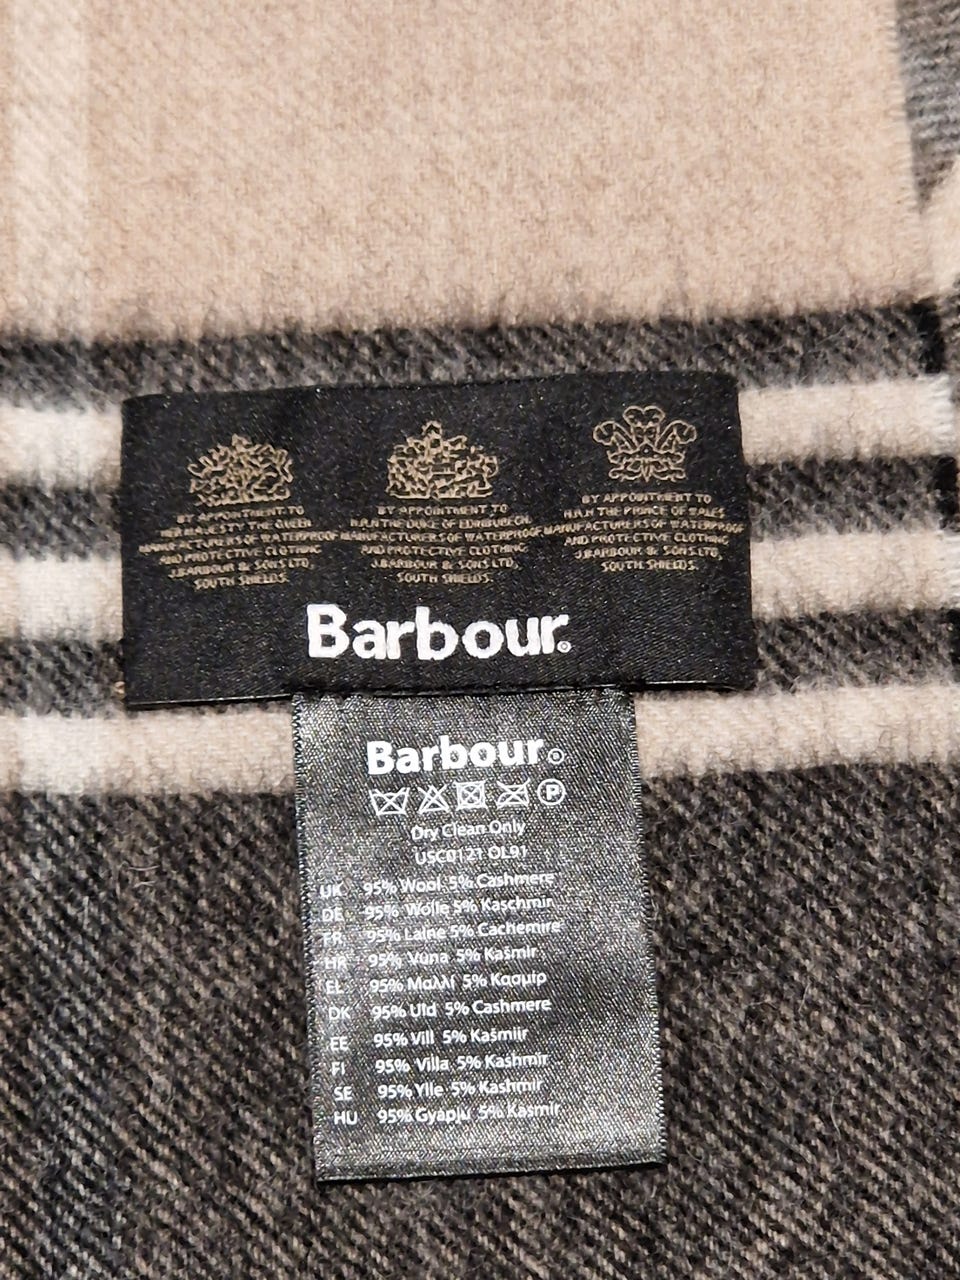 BY APPOINTMENT TO
HER MAJESTY THE QUEEN
MANUFACTURERS OF WATERPROOF
AND PROTECTIVE CLOTHING
J.BARBOUR & SONS LTD
SOUTH SHIELDS.
BY APPOINTMENT TO
H.R.H THE DUKE OF EDINBURGH
MANUFACTURERS OF WATERPROOF
AND PROTECTIVE CLOTHING
J.BARBOUR & SONS LTD
SOUTH SHIELDS.
BY APPOINTMENT TO
H.R.H THE PRINCE OF WALES
MANUFACTURERS OF WATERPROOF
AND PROTECTIVE CLOTHING
J.BARBOUR & SONS LTD
SOUTH SHIELDS.
Barbour®
Barbour®
P
Dry Clean Only
USC0121 OL91
UK 95% Wool 5% Cashmere
DE 95% Wolle 5% Kaschmir
FR 95% Laine 5% Cachemire
HR 95% Vuna 5% Kašmir
EL 95% Μαλλί 5% Κασμίρ
DK 95% Uld 5% Cashmere
EE 95% Vill 5% Kašmiir
FI 95% Villa 5% Kashmir
SE 95% Ylle 5% Kashmir
HU 95% Gyapjú 5% Kasmír